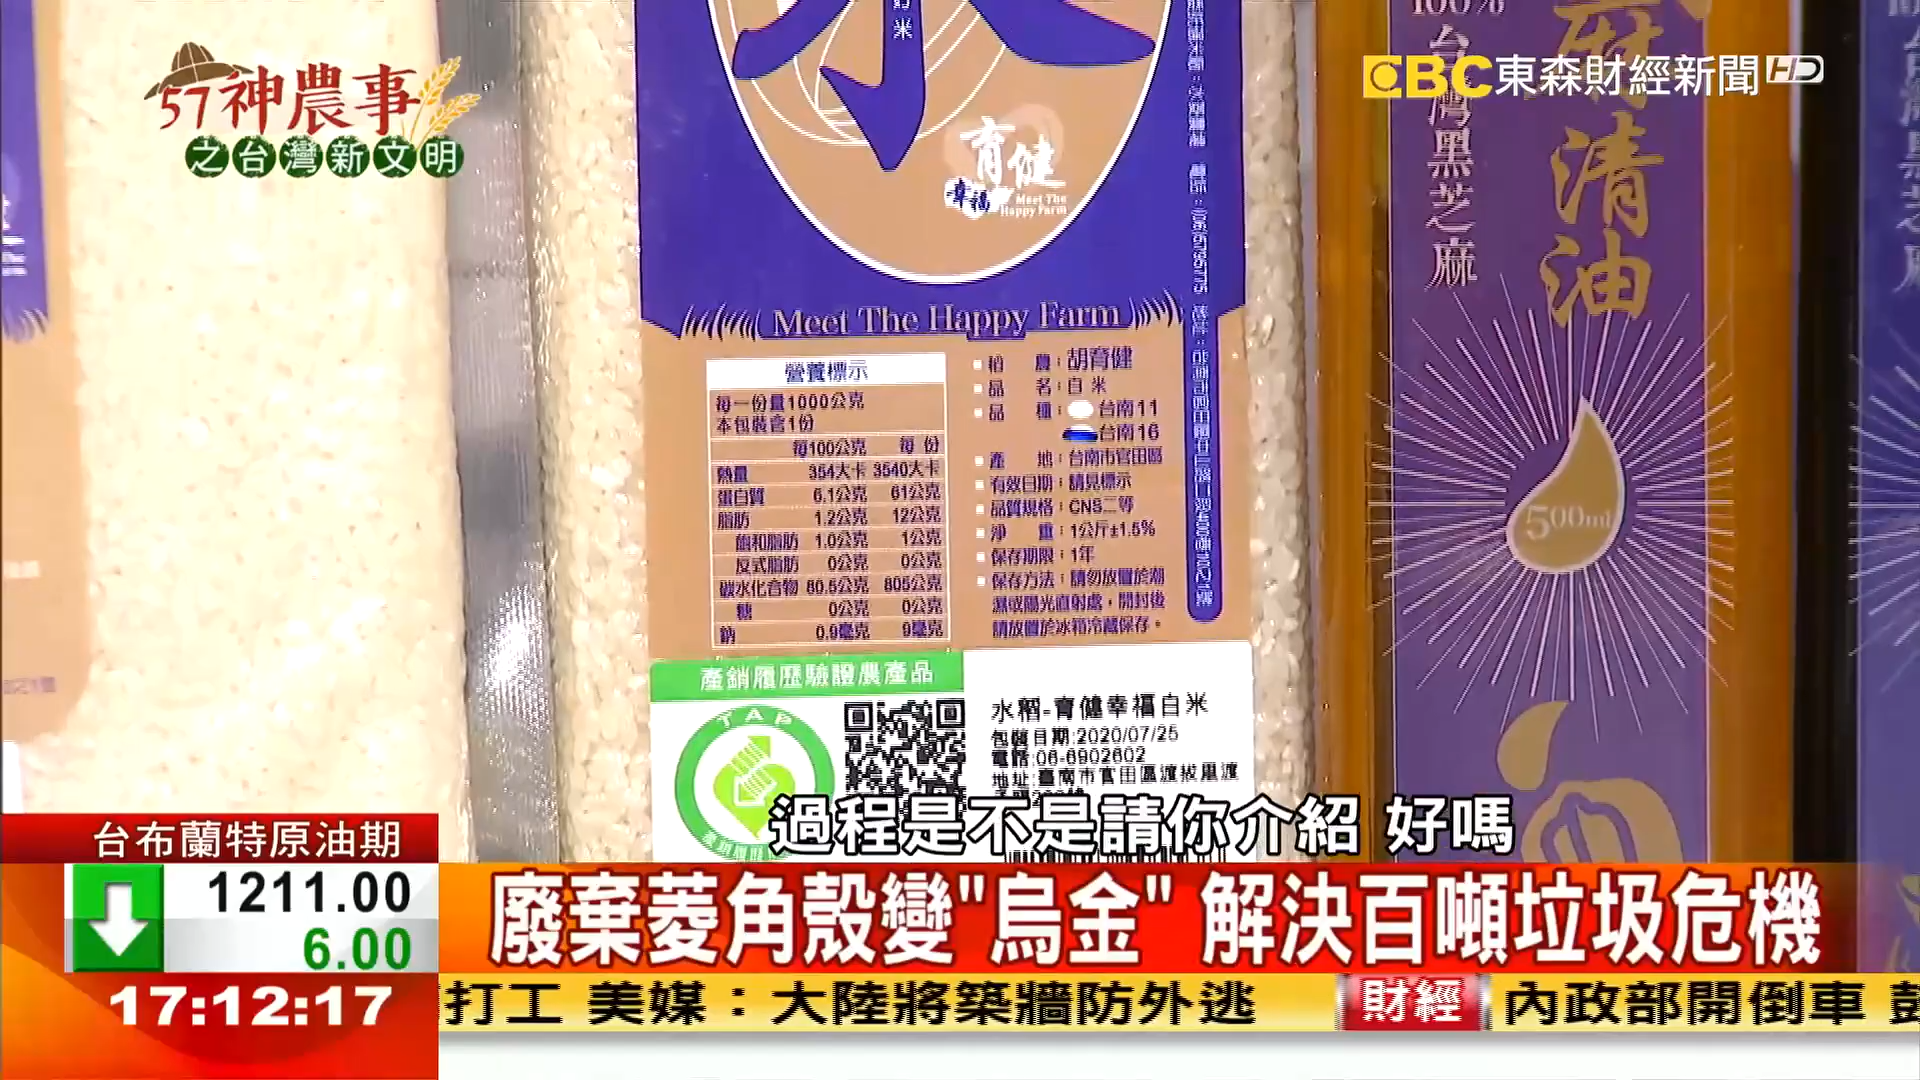 57神農事
之台灣新文明
EBC東森財經新聞HD
米
育健
幸福
Meet The
Happy Farm
100%台灣黑芝麻
清油
500ml
Meet The Happy Farm
營養標示
每一份量1000公克
本包裝含1份
每100公克 每 份
熱量 354大卡 3540大卡
蛋白質 6.1公克 61公克
脂肪 1.2公克 12公克
飽和脂肪 1.0公克 1公克
反式脂肪 0公克 0公克
碳水化合物 80.5公克 805公克
糖 0公克 0公克
鈉 0.9毫克 9毫克
稻 農：胡育健
品 名：白米
品 種： 台南11
台南16
產 地：台南市官田區
有效日期：請見標示
品質規格：CNS二等
淨 重：1公斤±1.5%
保存期限：1年
保存方法：請勿放置於潮
濕或陽光直射處，開封後
請放置於冰箱冷藏保存。
產銷履歷驗證農產品
TAP
水稻-育健幸福白米
包裝日期:2020/07/25
電話:06-6902602
地址:臺南市官田區渡拔里渡
過程是不是請你介紹 好嗎
台布蘭特原油期
1211.00
6.00
廢棄菱角殼變"烏金" 解決百噸垃圾危機
17:12:17
打工 美媒：大陸將築牆防外逃 財經 內政部開倒車